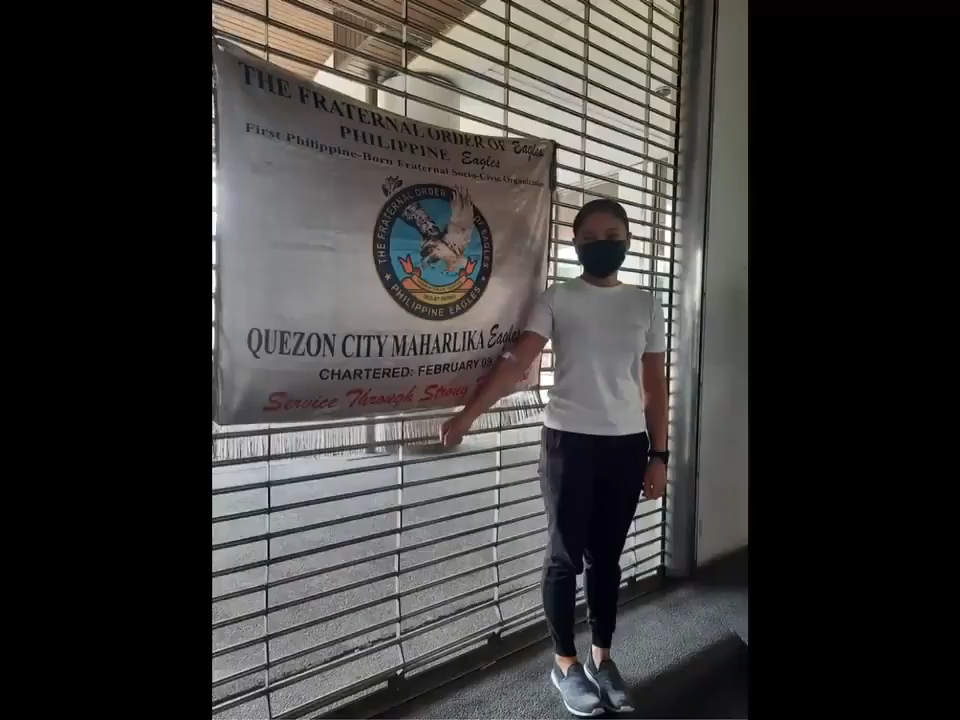 THE FRATERNAL ORDER OF Eagles
PHILIPPINE Eagles
First Philippine-Born Fraternal Socio-Civic Organization
THE FRATERNAL ORDER OF EAGLES
PHILIPPINE EAGLES
QUEZON CITY MAHARLIKA Eagles
CHARTERED: FEBRUARY 09
Service Through Strong